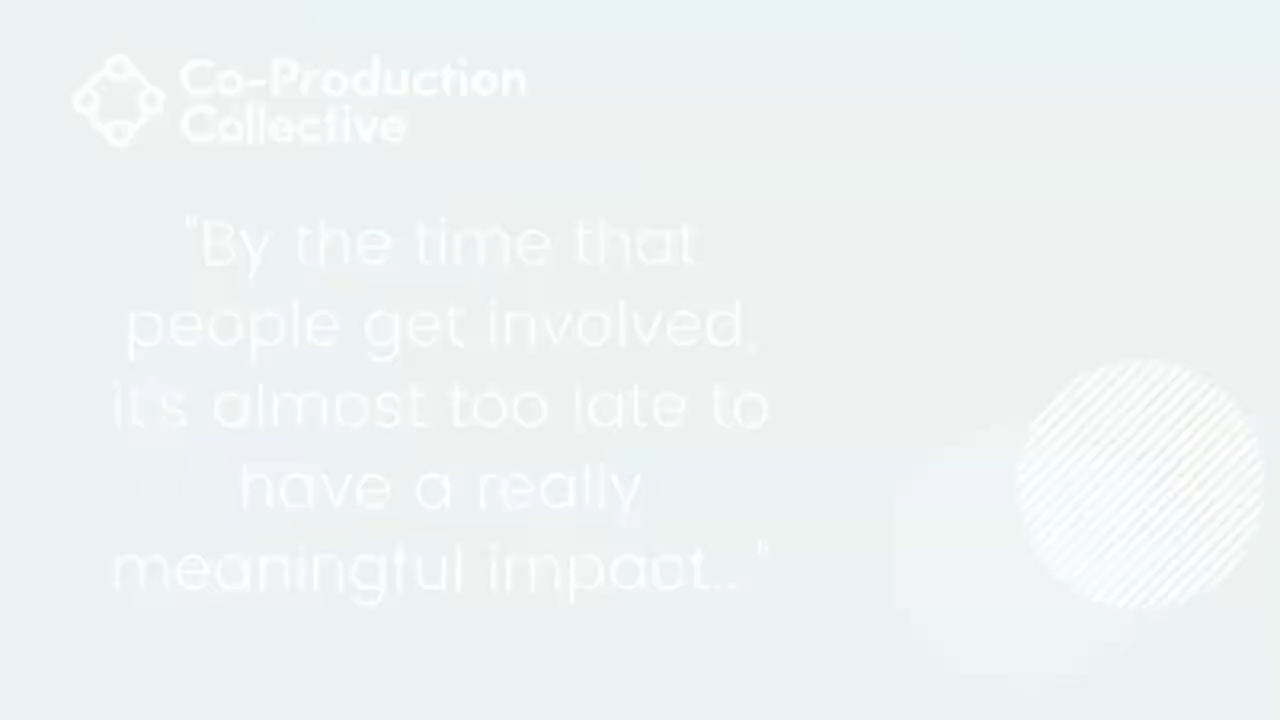 Co-Production
Collective
"By the time that
people get involved,
it's almost too late to
have a really
meaningful impact..."